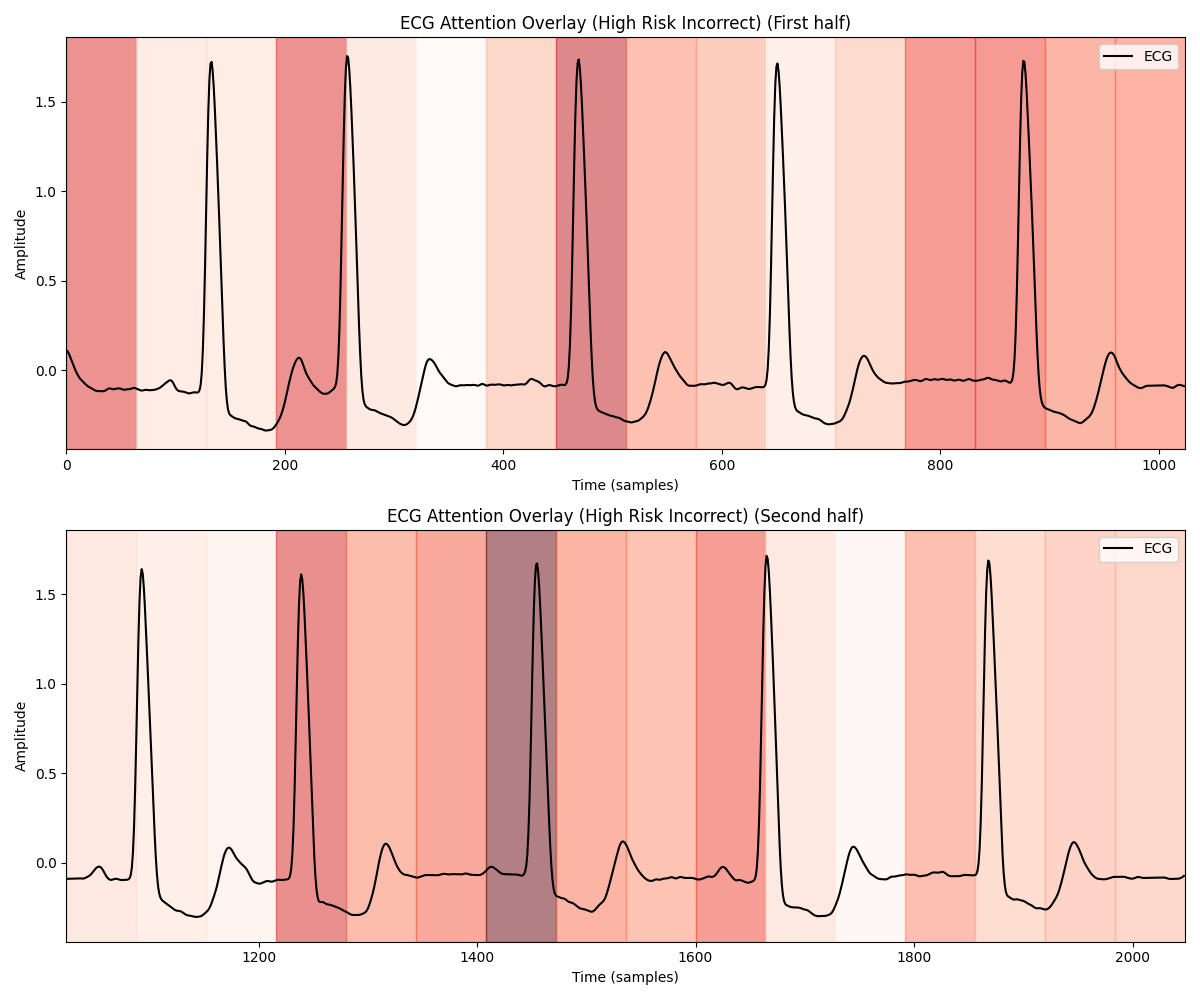 ECG Attention Overlay (High Risk Incorrect) (First half)
ECG
Amplitude
1.5
1.0
0.5
0.0
0 200 400 600 800 1000
Time (samples)
ECG Attention Overlay (High Risk Incorrect) (Second half)
ECG
Amplitude
1.5
1.0
0.5
0.0
1200 1400 1600 1800 2000
Time (samples)